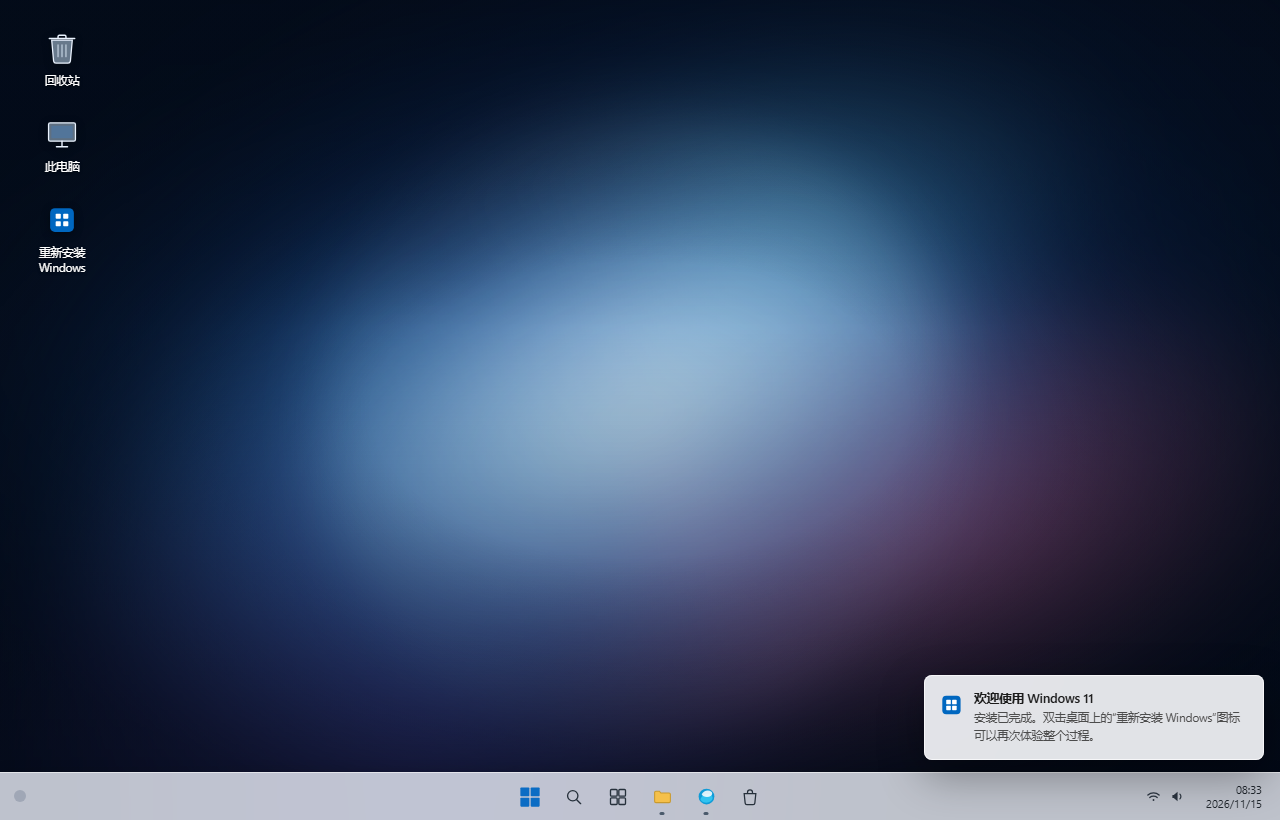 回收站
此电脑
重新安装
Windows
欢迎使用 Windows 11
安装已完成。双击桌面上的"重新安装 Windows"图标
可以再次体验整个过程。
08:33
2026/11/15